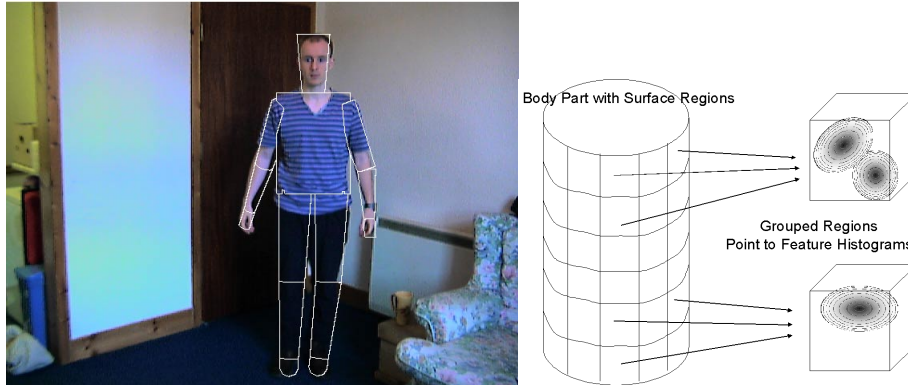 Body Part with Surface Regions
Grouped Regions
Point to Feature Histograms